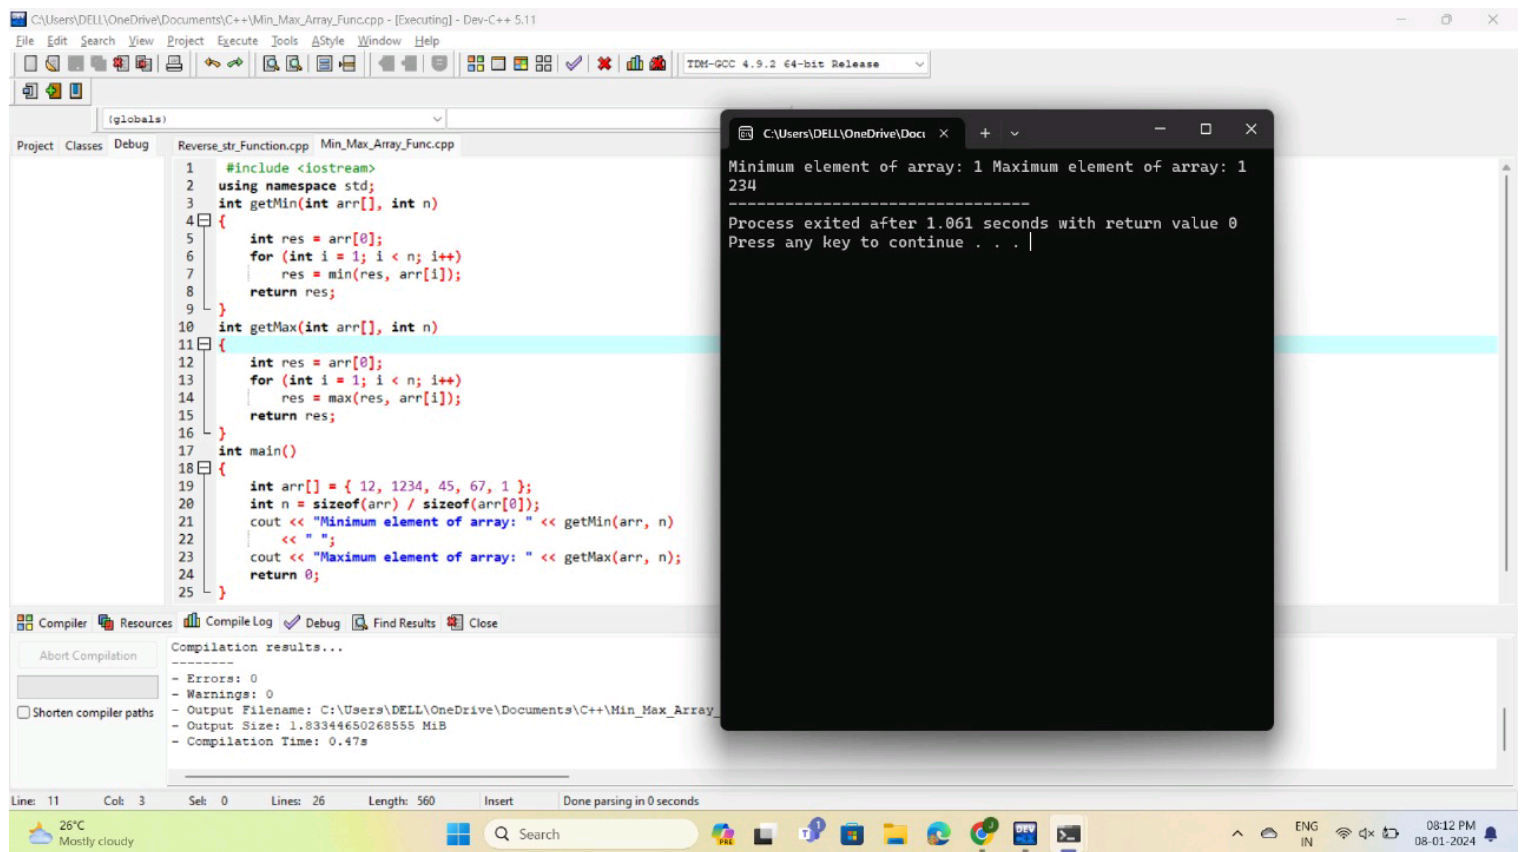 C:\Users\DELL\OneDrive\Documents\C++\Min_Max_Array_Func.cpp - [Executing] - Dev-C++ 5.11
File Edit Search View Project Execute Tools AStyle Window Help
TDM-GCC 4.9.2 64-bit Release
(globals)
Project Classes Debug
Reverse_str_Function.cpp Min_Max_Array_Func.cpp
1 #include <iostream>
2 using namespace std;
3 int getMin(int arr[], int n)
4 {
5 int res = arr[0];
6 for (int i = 1; i < n; i++)
7 res = min(res, arr[i]);
8 return res;
9 }
10 int getMax(int arr[], int n)
11 {
12 int res = arr[0];
13 for (int i = 1; i < n; i++)
14 res = max(res, arr[i]);
15 return res;
16 }
17 int main()
18 {
19 int arr[] = { 12, 1234, 45, 67, 1 };
20 int n = sizeof(arr) / sizeof(arr[0]);
21 cout << "Minimum element of array: " << getMin(arr, n)
22 << " ";
23 cout << "Maximum element of array: " << getMax(arr, n);
24 return 0;
25 }
C:\Users\DELL\OneDrive\Docu
Minimum element of array: 1 Maximum element of array: 1
234
--------------------------------
Process exited after 1.061 seconds with return value 0
Press any key to continue . . .
Compiler Resources Compile Log Debug Find Results Close
Abort Compilation
Shorten compiler paths
Compilation results...
--------
- Errors: 0
- Warnings: 0
- Output Filename: C:\Users\DELL\OneDrive\Documents\C++\Min_Max_Array_
- Output Size: 1.83344650268555 MiB
- Compilation Time: 0.47s
Line: 11 Col: 3 Sel: 0 Lines: 26 Length: 560 Insert Done parsing in 0 seconds
26°C
Mostly cloudy
Search
PRE
DEV
ENG
IN
08:12 PM
08-01-2024